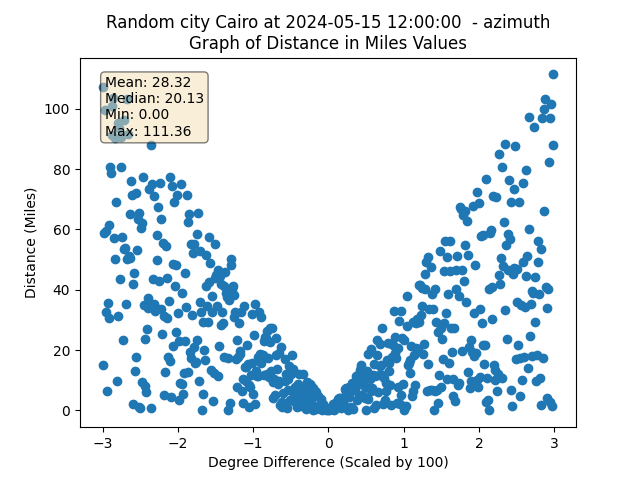 Random city Cairo at 2024-05-15 12:00:00  - azimuth
Graph of Distance in Miles Values
Mean: 28.32
Median: 20.13
Min: 0.00
Max: 111.36
Distance (Miles)
100
80
60
40
20
0
−3 −2 −1 0 1 2 3
Degree Difference (Scaled by 100)